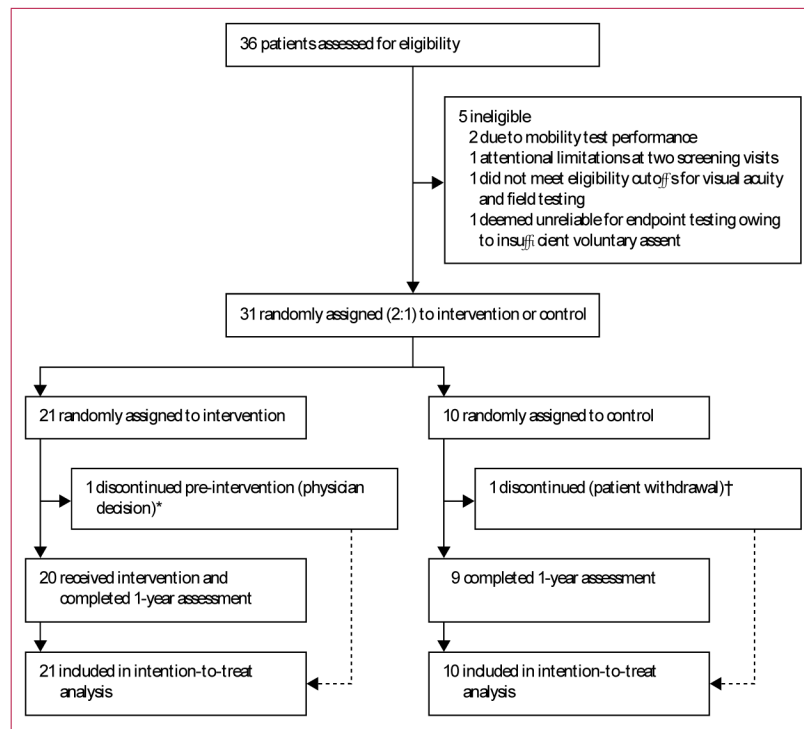 36 patients assessed for eligibility
5 ineligible
2 due to mobility test performance
1 attentional limitations at two screening visits
1 did not meet eligibility cutoffs for visual acuity
and field testing
1 deemed unreliable for endpoint testing owing
to insufficient voluntary assent
31 randomly assigned (2:1) to intervention or control
21 randomly assigned to intervention
10 randomly assigned to control
1 discontinued pre-intervention (physician
decision)*
1 discontinued (patient withdrawal)†
20 received intervention and
completed 1-year assessment
9 completed 1-year assessment
21 included in intention-to-treat
analysis
10 included in intention-to-treat
analysis